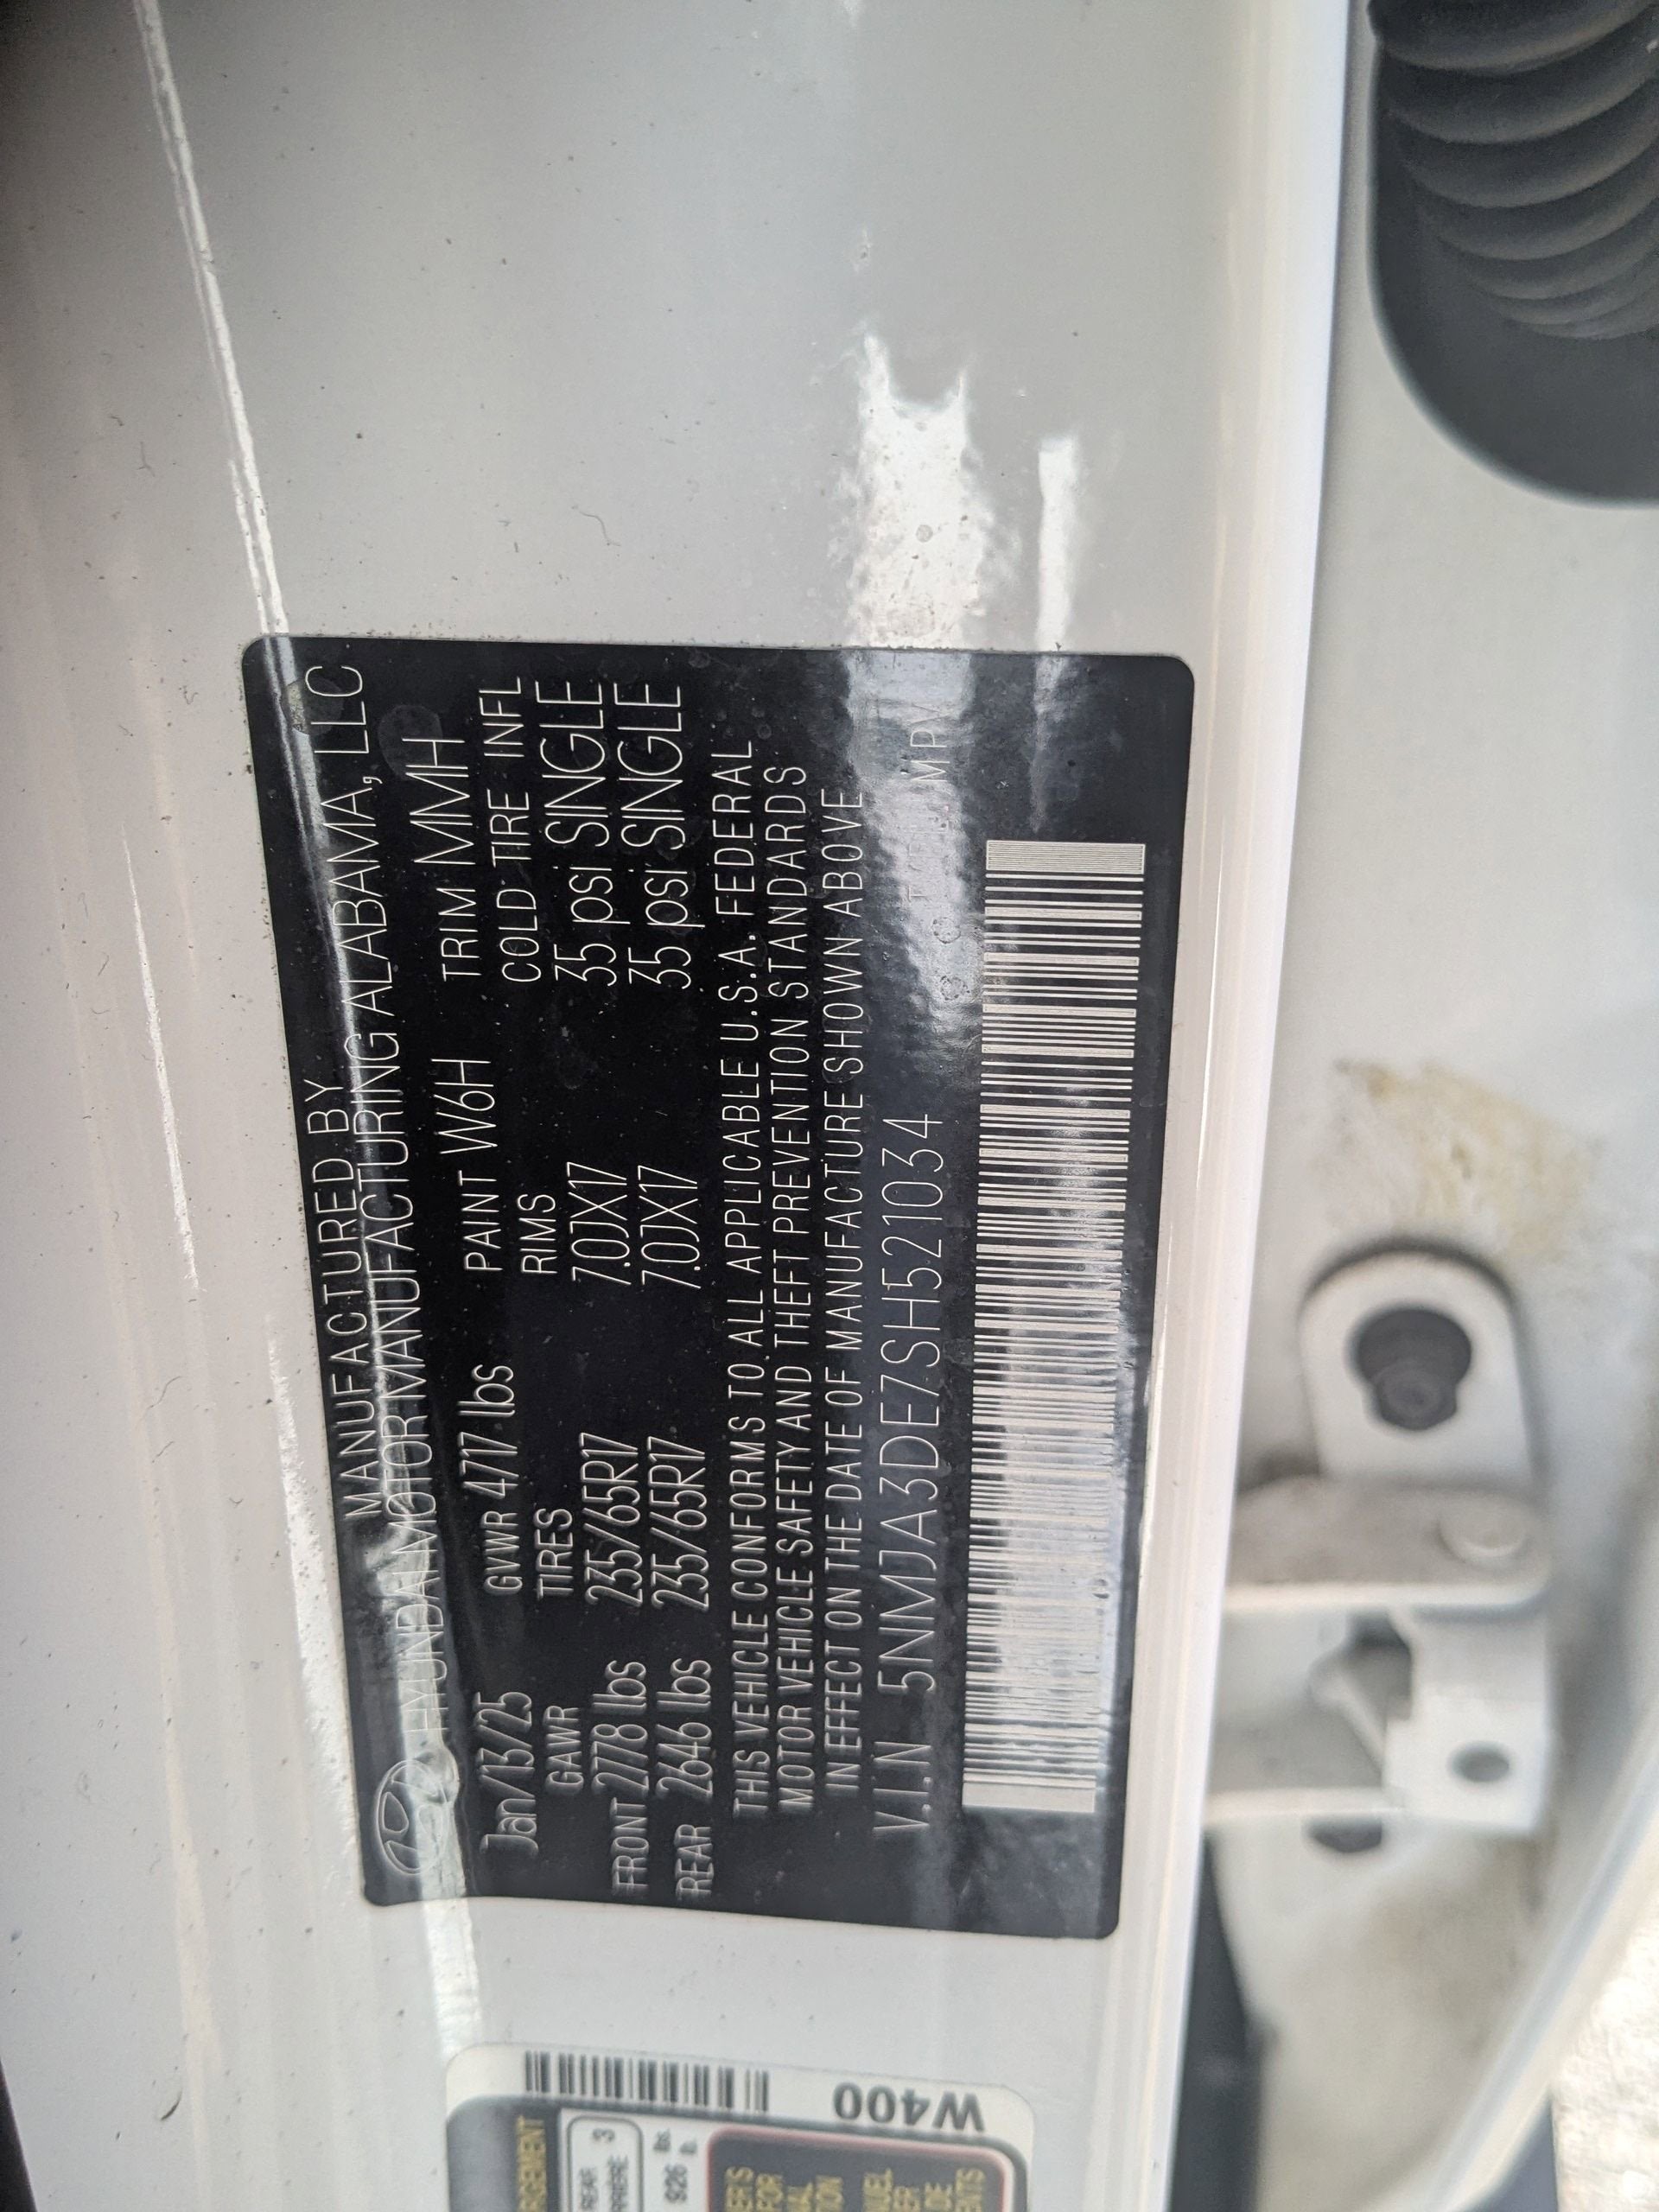 MANUFACTURED BY
HYUNDAI MOTOR MANUFACTURING ALABAMA, LLC
Jan/13/25 GVWR 4717 lbs PAINT W6H TRIM MMH
GAWR TIRES RIMS COLD TIRE INFL
FRONT 2778 lbs 235/65R17 7.0JX17 35 psi SINGLE
REAR 2646 lbs 235/65R17 7.0JX17 35 psi SINGLE
THIS VEHICLE CONFORMS TO ALL APPLICABLE U.S.A. FEDERAL
MOTOR VEHICLE SAFETY AND THEFT PREVENTION STANDARDS
IN EFFECT ON THE DATE OF MANUFACTURE SHOWN ABOVE
V.I.N 5NMJA3DE7SH521034 MPV
W400
REAR 3
926